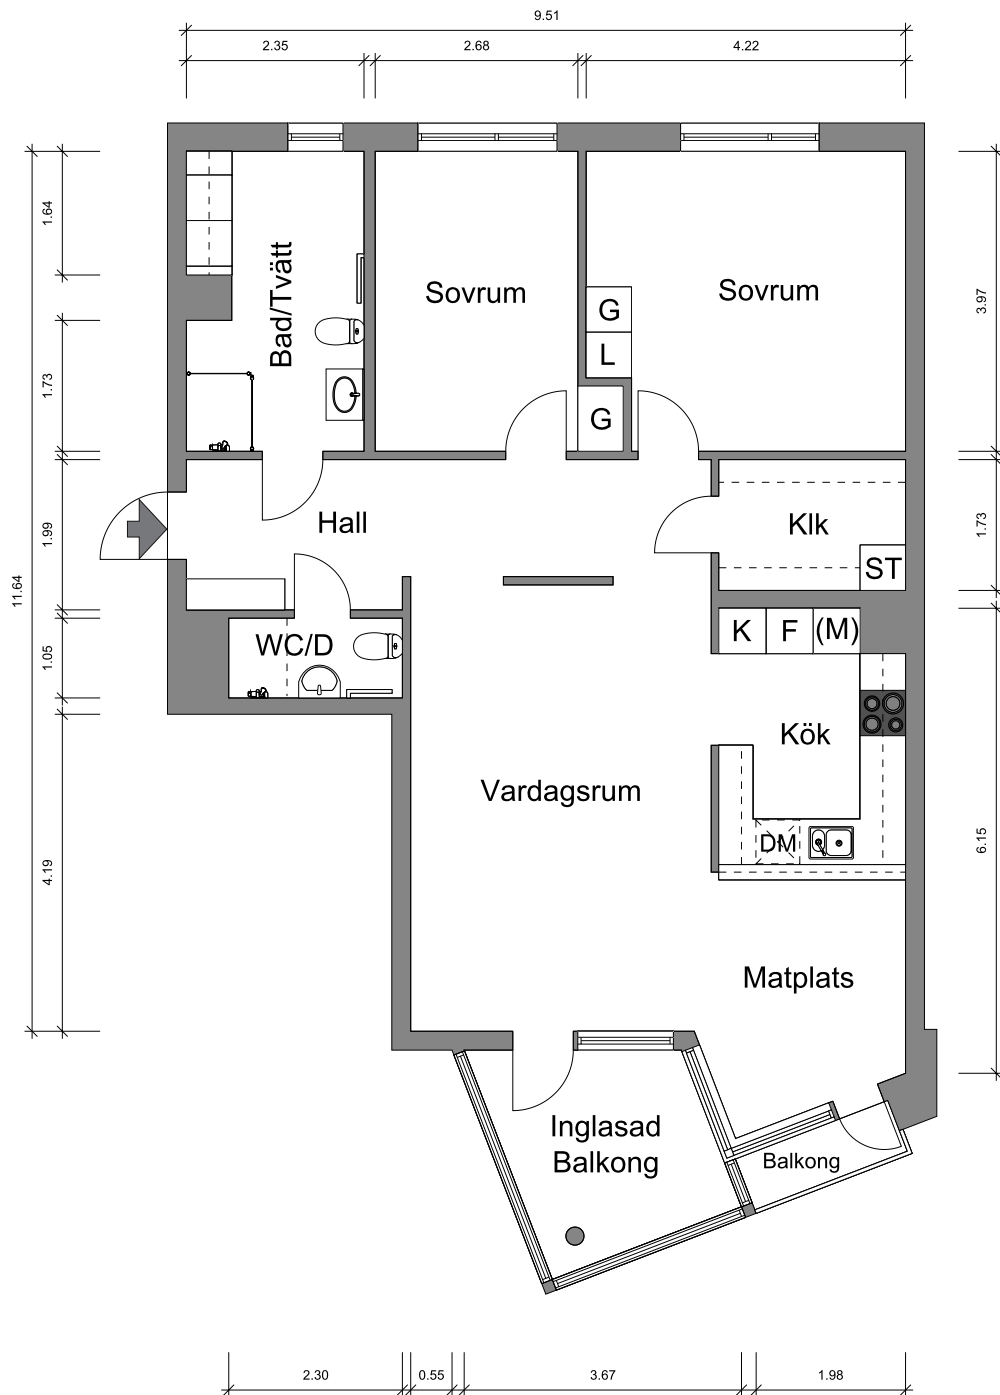 9.51
2.35
2.68
4.22
1.64
1.73
1.99
11.64
1.05
4.19
3.97
1.73
6.15
Bad/Tvätt
Sovrum
Sovrum
G
L
G
Hall
Klk
ST
WC/D
K
F
(M)
Kök
Vardagsrum
DM
Matplats
Inglasad
Balkong
Balkong
2.30
0.55
3.67
1.98